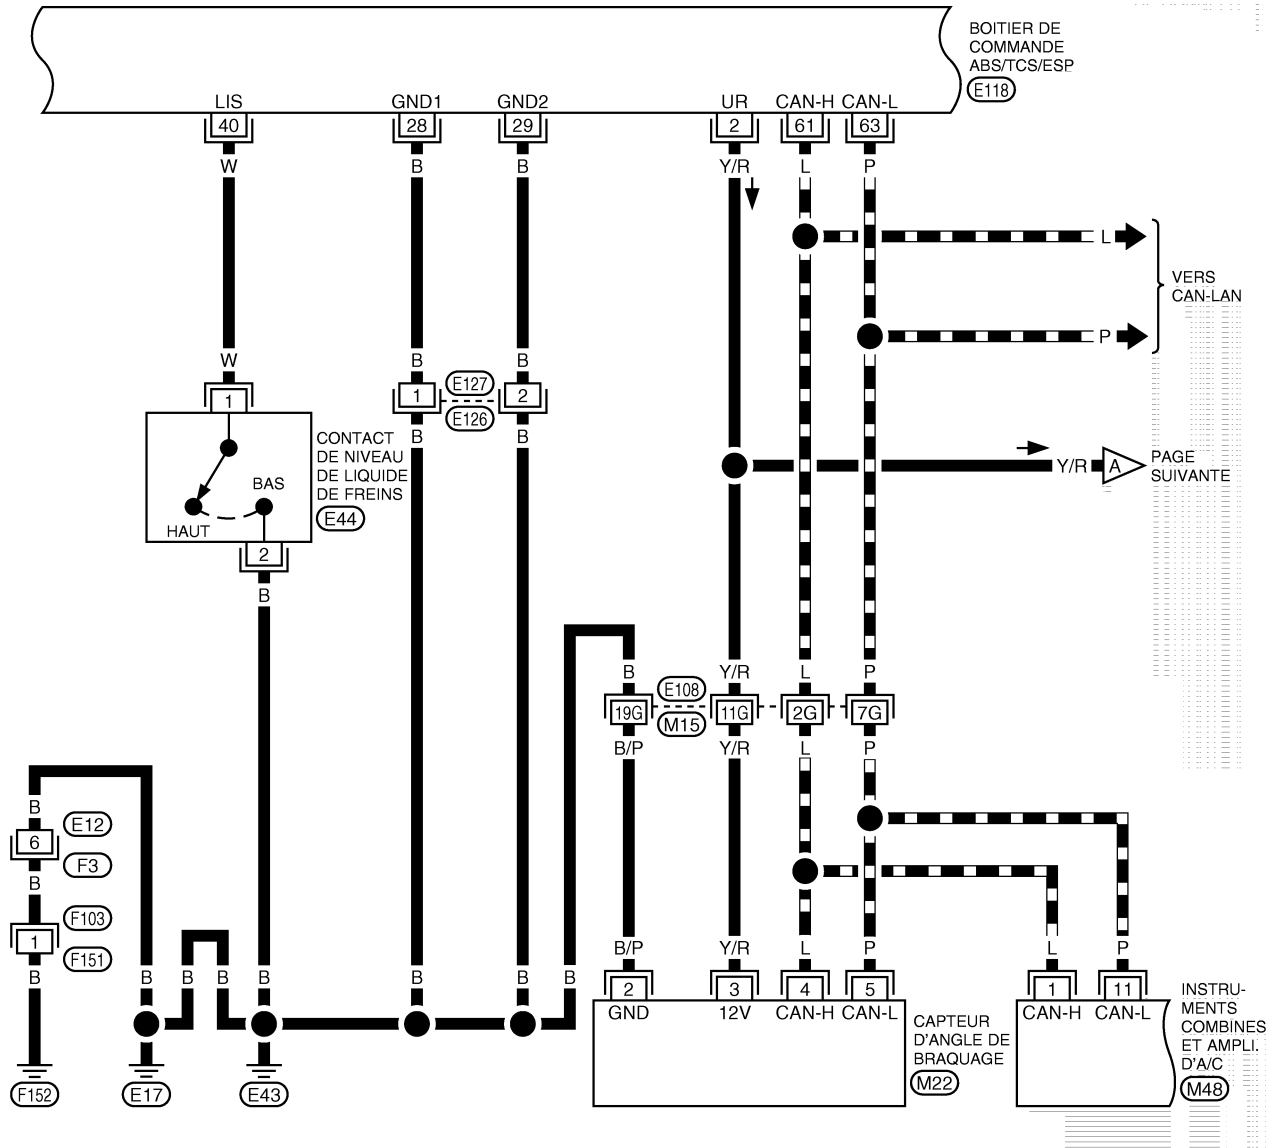 BOITIER DE
COMMANDE
ABS/TCS/ESP
E118
LIS GND1 GND2 UR CAN-H CAN-L
40 28 29 2 61 63
W B B Y/R L P
L
VERS
CAN-LAN
P
W B B
1 1 E127 2
E126
B B
CONTACT
DE NIVEAU
DE LIQUIDE
DE FREINS
E44
BAS
HAUT
2
B
Y/R A PAGE
SUIVANTE
B Y/R L P
E108
19G 11G 2G 7G
M15
B/P Y/R L P
B
6 E12
F3
B
F103
1
F151
B B B B B B B B
B/P Y/R L P L P
2 3 4 5 1 11
GND 12V CAN-H CAN-L CAN-H CAN-L
CAPTEUR
D'ANGLE DE
BRAQUAGE
M22
INSTRU-
MENTS
COMBINES
ET AMPLI.
D'A/C
M48
F152 E17 E43